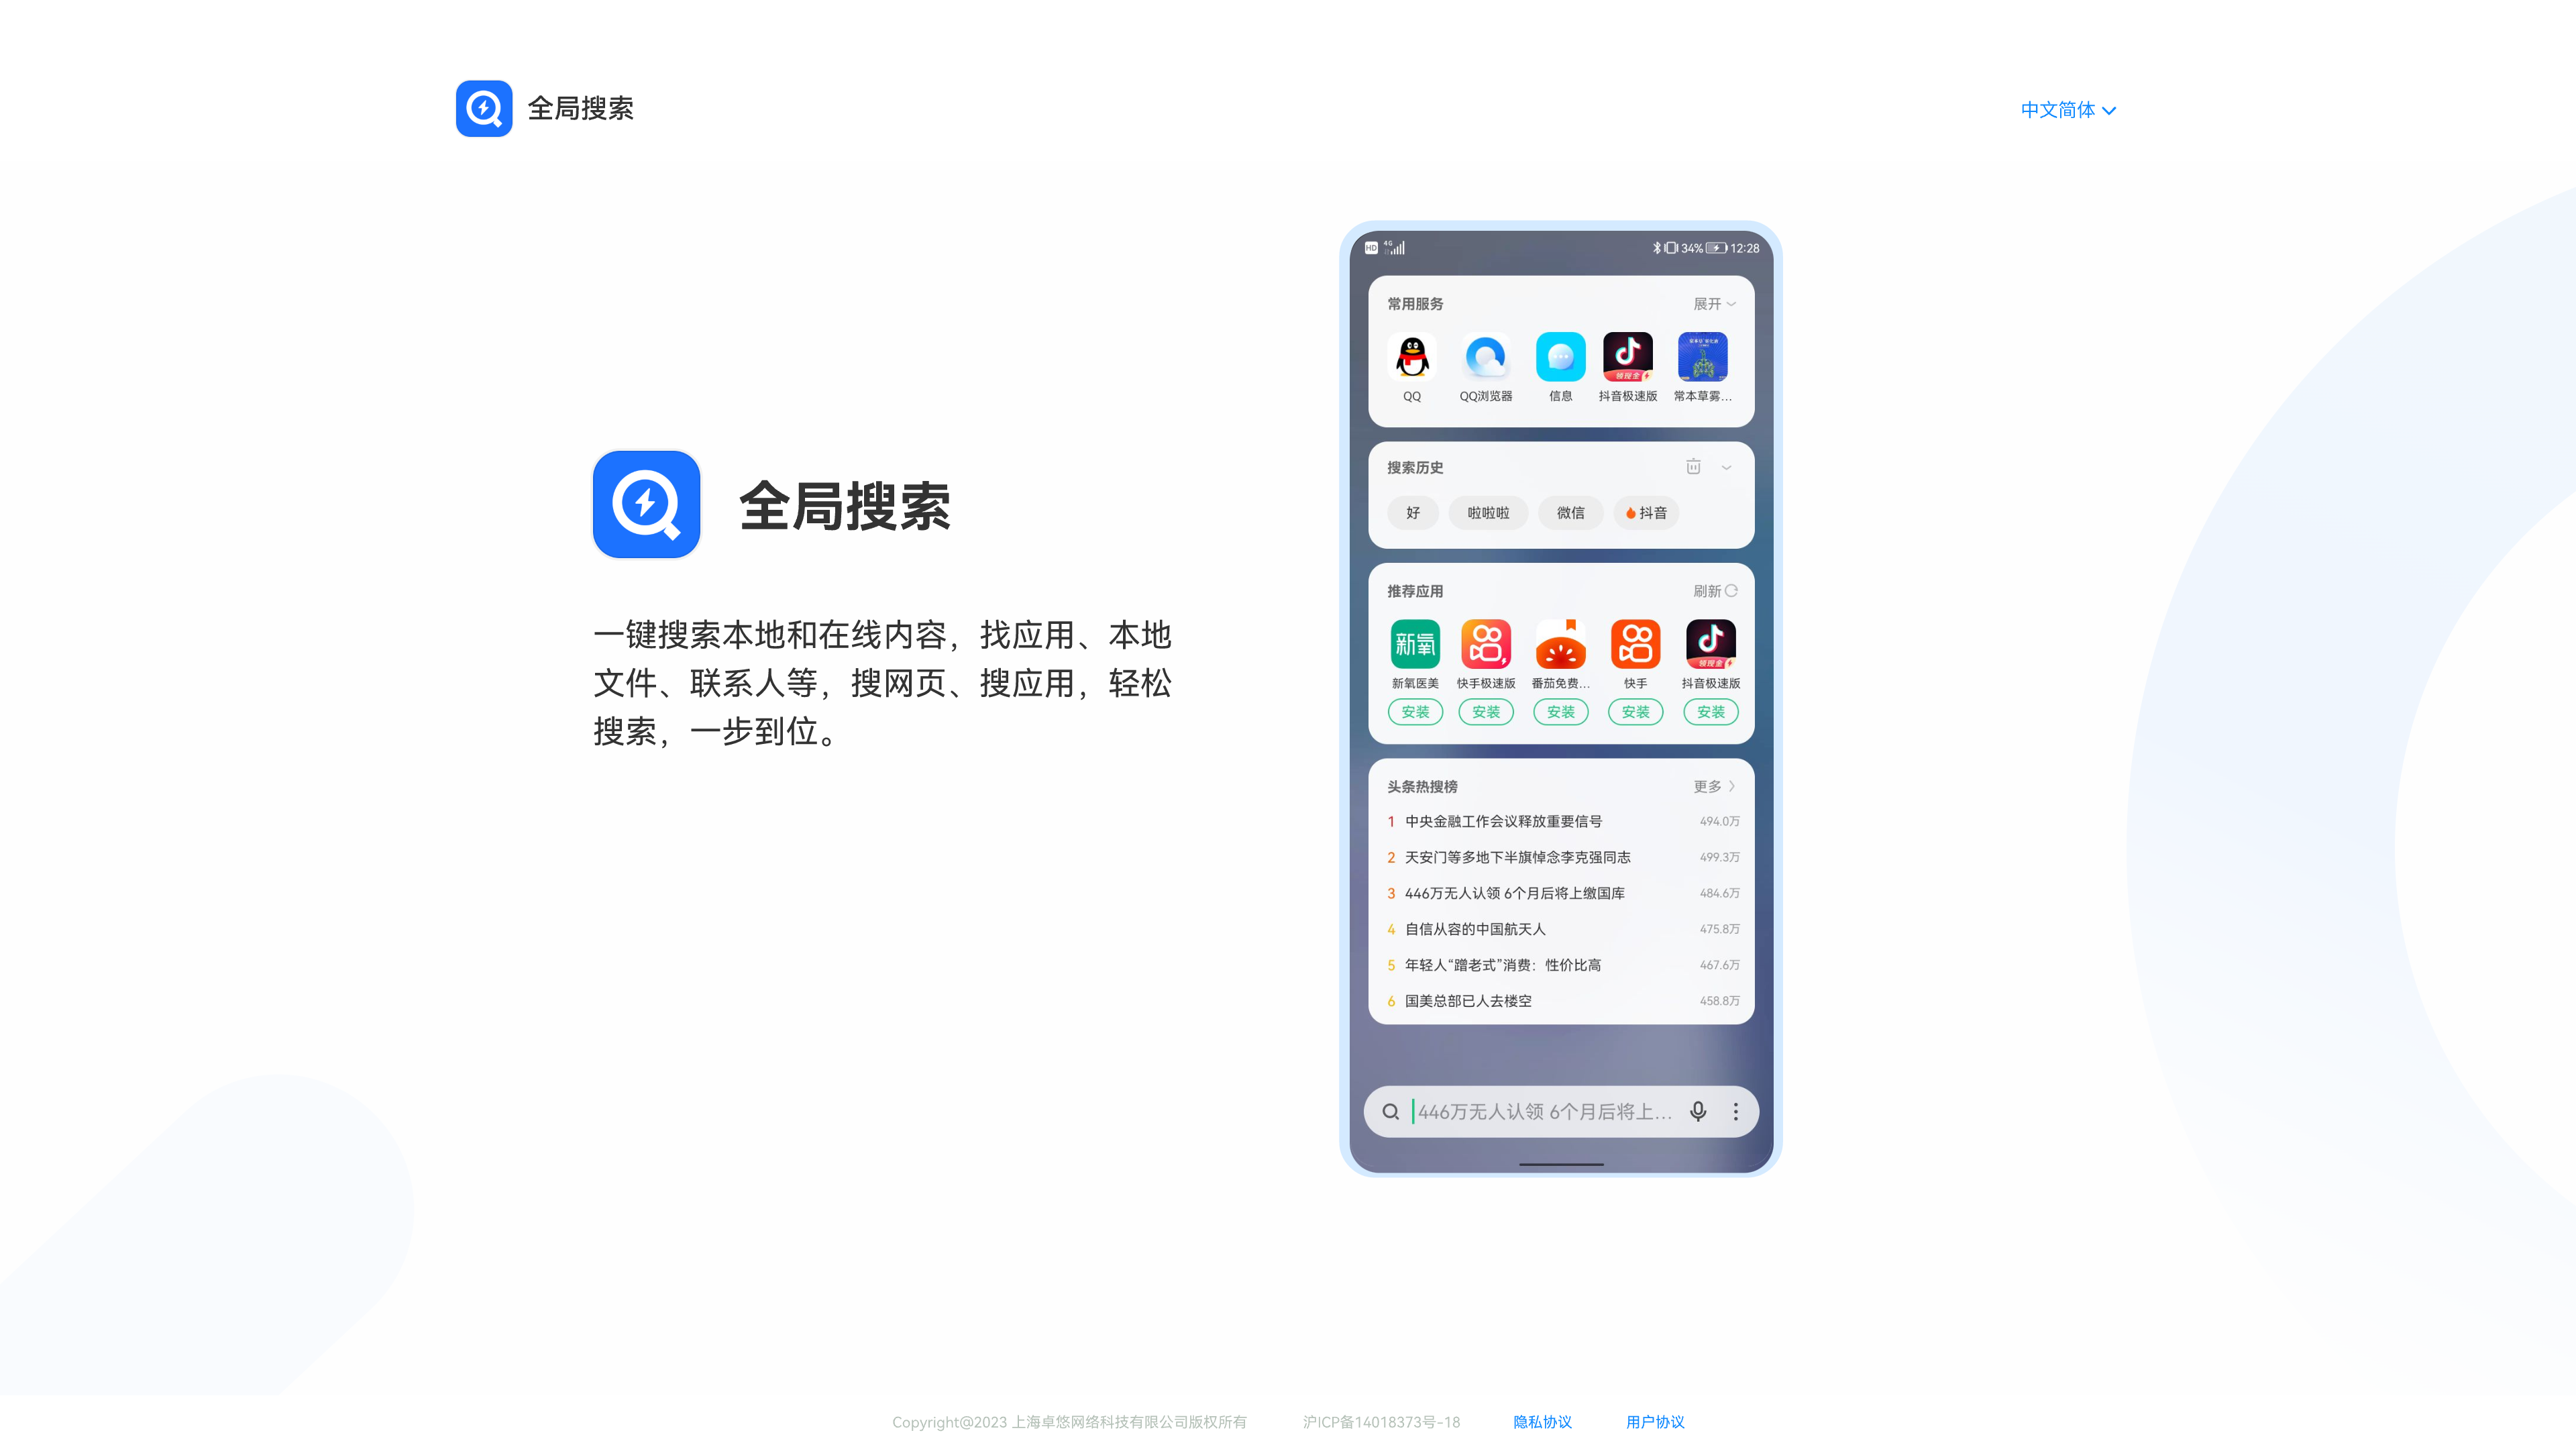 全局搜索
中文简体
HD 4G 34% 12:28
常用服务 展开
QQ QQ浏览器 信息 抖音极速版 常本草雾...
领现金
搜索历史
好 啦啦啦 微信 抖音
全局搜索
一键搜索本地和在线内容，找应用、本地
文件、联系人等，搜网页、搜应用，轻松
搜索，一步到位。
推荐应用 刷新
新氧
领现金
新氧医美 快手极速版 番茄免费... 快手 抖音极速版
安装 安装 安装 安装 安装
头条热搜榜 更多
1 中央金融工作会议释放重要信号 494.0万
2 天安门等多地下半旗悼念李克强同志 499.3万
3 446万无人认领 6个月后将上缴国库 484.6万
4 自信从容的中国航天人 475.8万
5 年轻人“蹭老式”消费：性价比高 467.6万
6 国美总部已人去楼空 458.8万
446万无人认领 6个月后将上...
Copyright@2023 上海卓悠网络科技有限公司版权所有 沪ICP备14018373号-18 隐私协议 用户协议